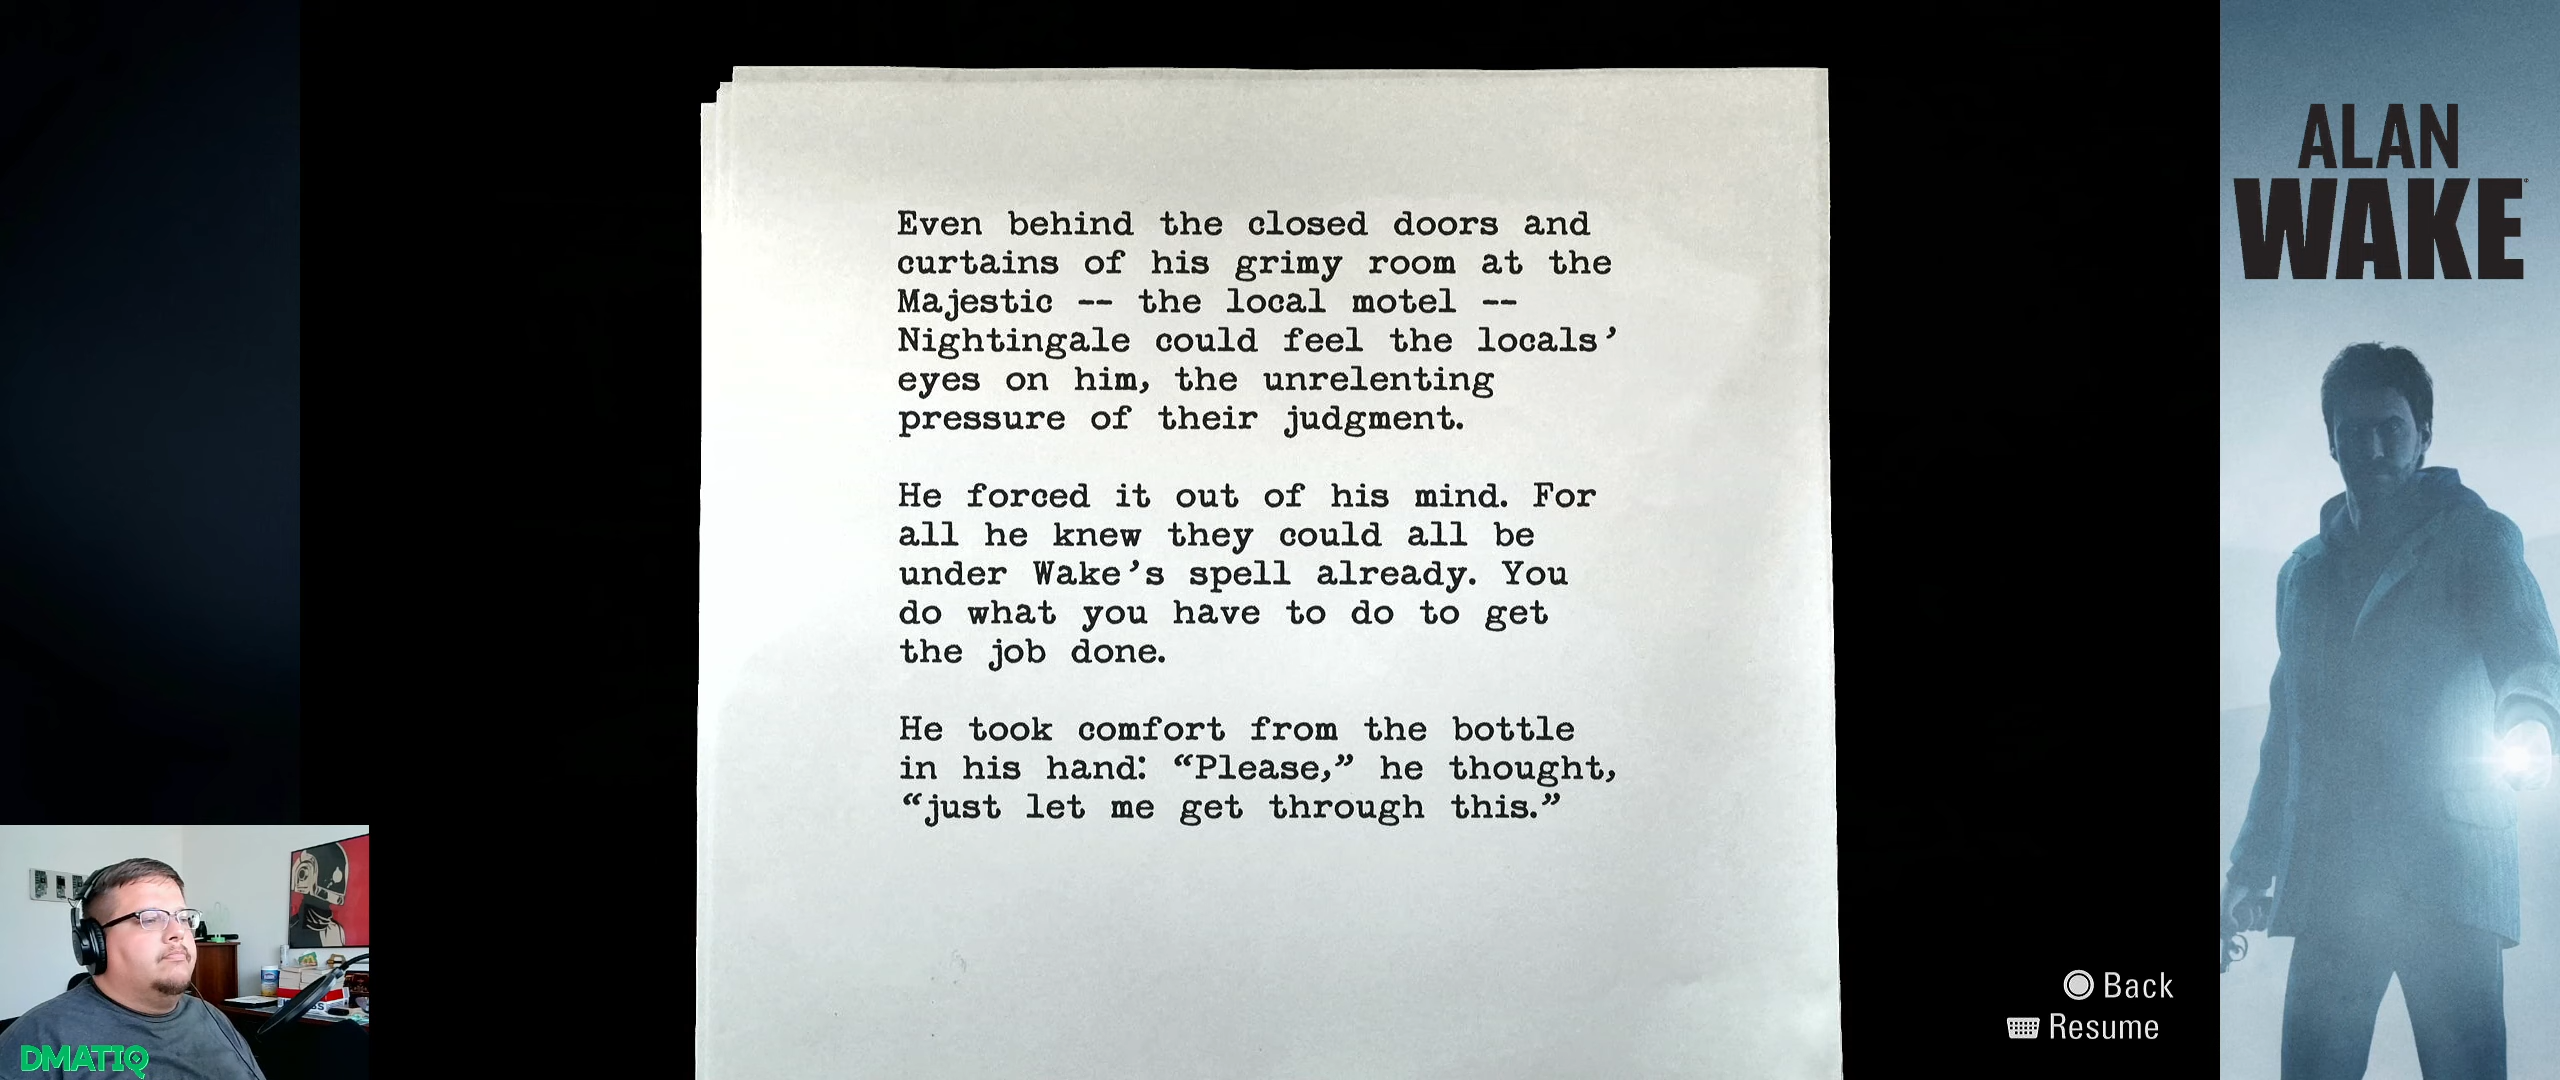 Even behind the closed doors and
curtains of his grimy room at the
Majestic -- the local motel --
Nightingale could feel the locals’
eyes on him, the unrelenting
pressure of their judgment.
He forced it out of his mind. For
all he knew they could all be
under Wake’s spell already. You
do what you have to do to get
the job done.
He took comfort from the bottle
in his hand: “Please,” he thought,
“just let me get through this.”
ALAN
WAKE
Back
Resume
DMATIQ